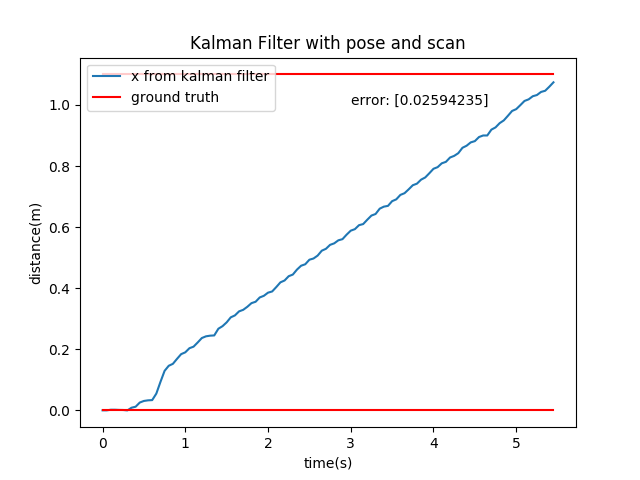 Kalman Filter with pose and scan
x from kalman filter
ground truth
error: [0.02594235]
distance(m)
1.0
0.8
0.6
0.4
0.2
0.0
0 1 2 3 4 5
time(s)